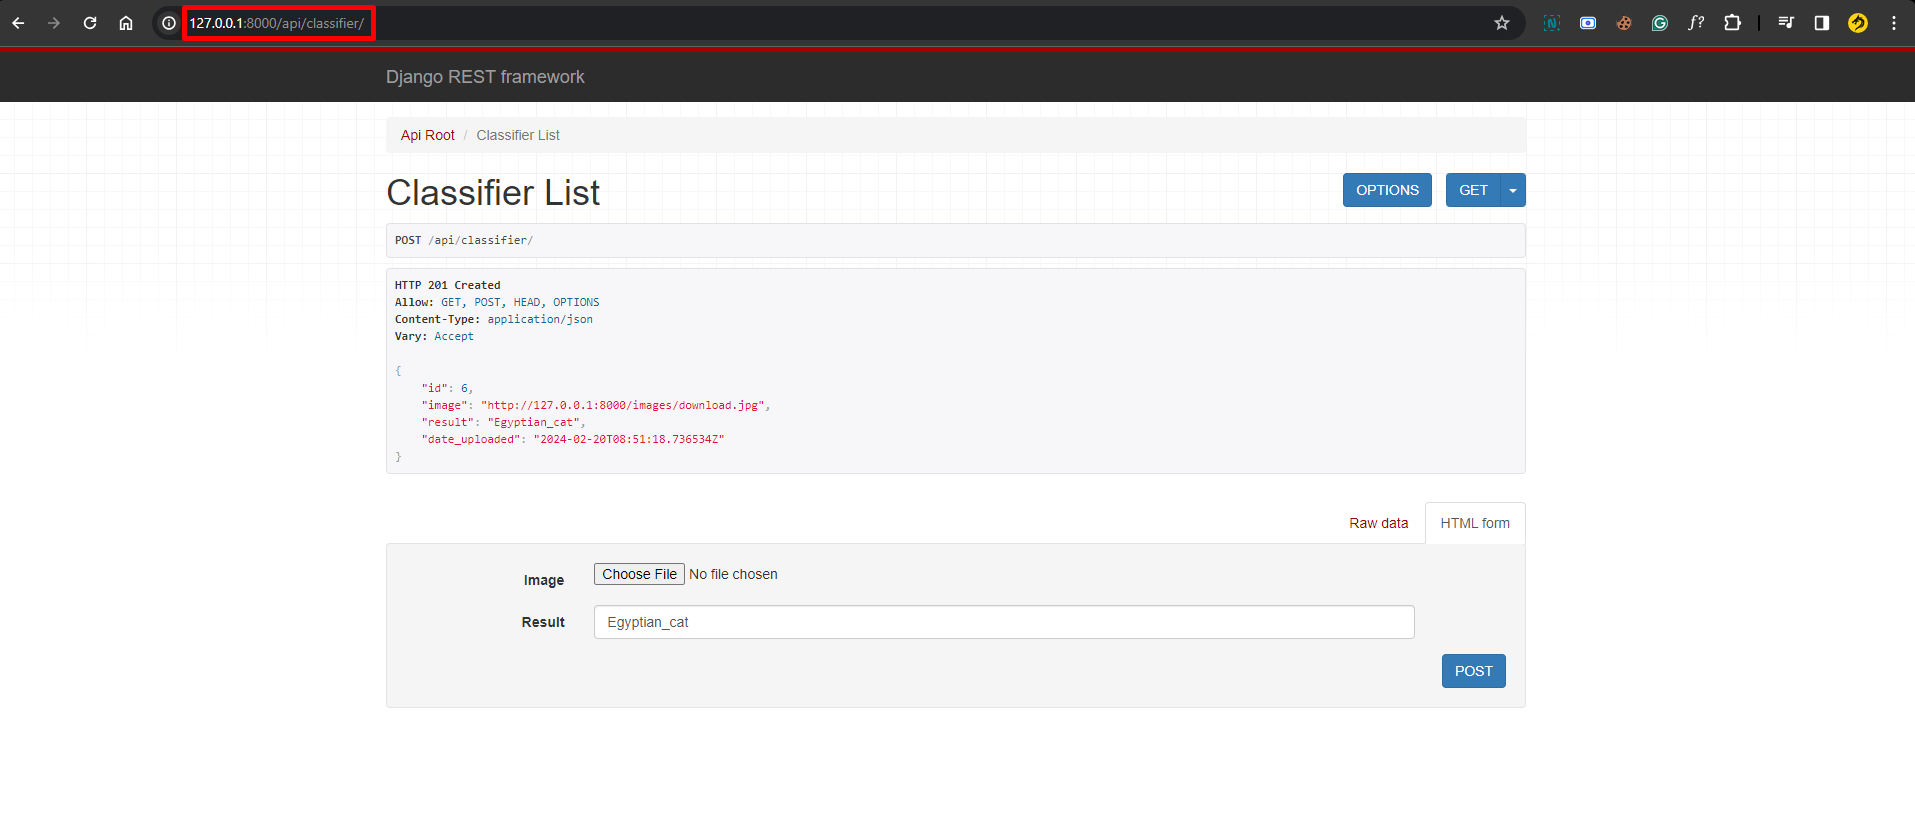 127.0.0.1:8000/api/classifier/
Django REST framework
Api Root / Classifier List
Classifier List
OPTIONS GET
POST /api/classifier/
HTTP 201 Created
Allow: GET, POST, HEAD, OPTIONS
Content-Type: application/json
Vary: Accept
{
"id": 6,
"image": "http://127.0.0.1:8000/images/download.jpg",
"result": "Egyptian_cat",
"date_uploaded": "2024-02-20T08:51:18.736534Z"
}
Raw data HTML form
Image Choose File No file chosen
Result Egyptian_cat
POST